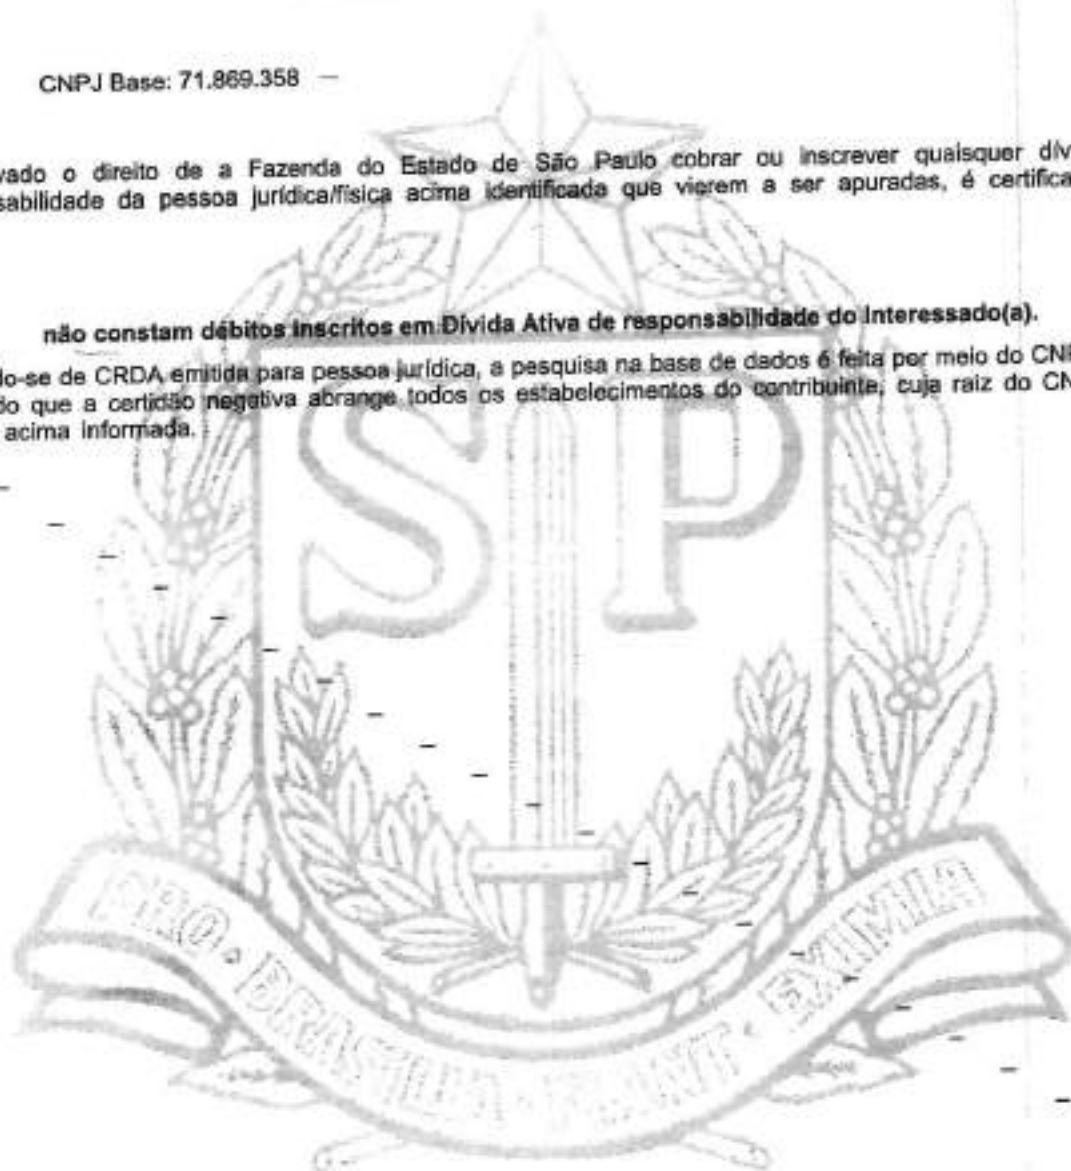 CNPJ Base: 71.869.358 —
vado o direito de a Fazenda do Estado de São Paulo cobrar ou inscrever quaisquer dív
sabilidade da pessoa jurídica/física acima identificada que vierem a ser apuradas, é certifica
não constam débitos inscritos em Dívida Ativa de responsabilidade do Interessado(a).
do-se de CRDA emitida para pessoa jurídica, a pesquisa na base de dados é feita por meio do CN
do que a certidão negativa abrange todos os estabelecimentos do contribuinte, cuja raiz do CN
acima informada.
SP
PRO·BRASILIA·FIANT·EXIMIA